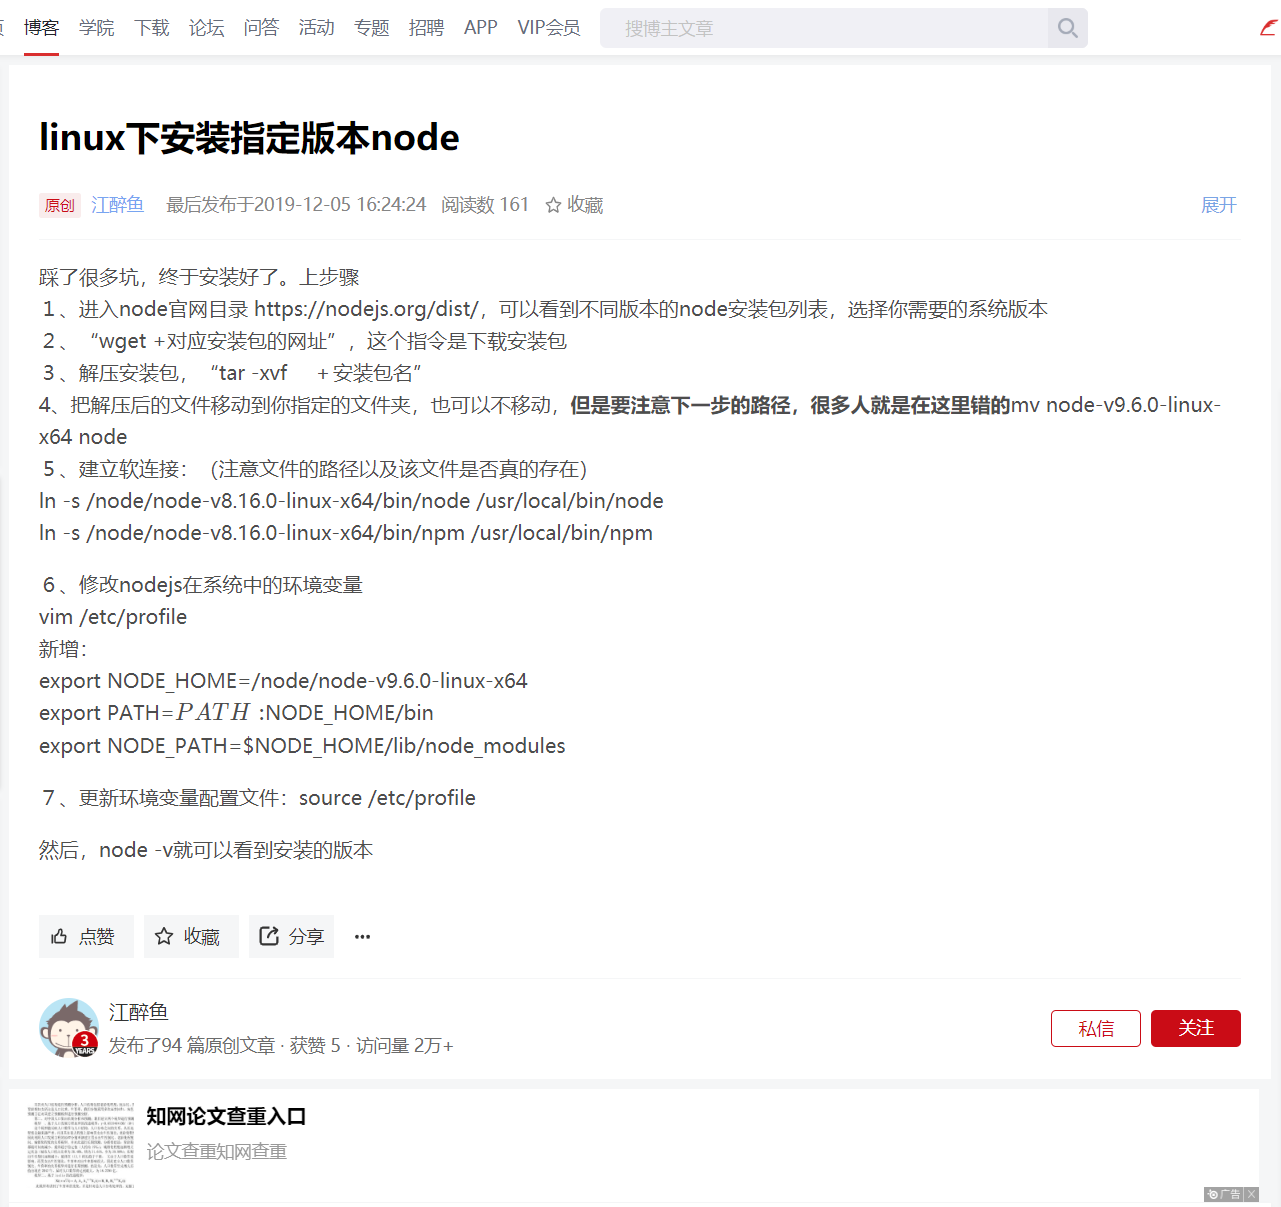 博客 学院 下载 论坛 问答 活动 专题 招聘 APP VIP会员 搜博主文章
linux下安装指定版本node
原创 江醉鱼 最后发布于2019-12-05 16:24:24 阅读数 161 收藏 展开
踩了很多坑，终于安装好了。上步骤
１、进入node官网目录 https://nodejs.org/dist/，可以看到不同版本的node安装包列表，选择你需要的系统版本
２、“wget +对应安装包的网址”，这个指令是下载安装包
３、解压安装包，“tar -xvf ＋安装包名”
4、把解压后的文件移动到你指定的文件夹，也可以不移动，但是要注意下一步的路径，很多人就是在这里错的mv node-v9.6.0-linux-
x64 node
５、建立软连接：（注意文件的路径以及该文件是否真的存在）
ln -s /node/node-v8.16.0-linux-x64/bin/node /usr/local/bin/node
ln -s /node/node-v8.16.0-linux-x64/bin/npm /usr/local/bin/npm
６、修改nodejs在系统中的环境变量
vim /etc/profile
新增：
export NODE_HOME=/node/node-v9.6.0-linux-x64
export PATH=PATH :NODE_HOME/bin
export NODE_PATH=$NODE_HOME/lib/node_modules
７、更新环境变量配置文件：source /etc/profile
然后，node -v就可以看到安装的版本
点赞 收藏 分享 ···
江醉鱼
3 YEARS
发布了94 篇原创文章 · 获赞 5 · 访问量 2万+
私信 关注
知网论文查重入口
论文查重知网查重
广告 X